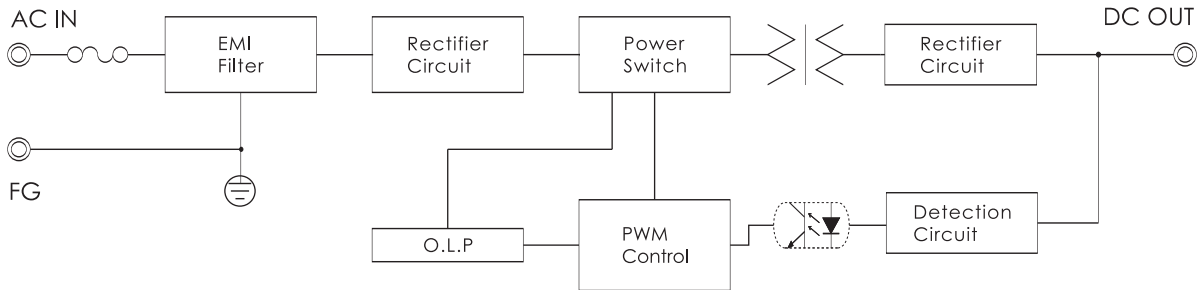 AC IN
DC OUT
EMI
Filter
Rectifier
Circuit
Power
Switch
Rectifier
Circuit
FG
O.L.P
PWM
Control
Detection
Circuit